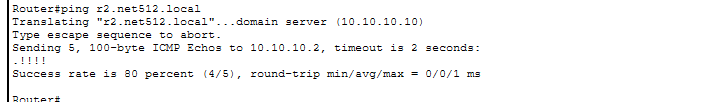 Router#ping r2.net512.local
Translating "r2.net512.local"...domain server (10.10.10.10)
Type escape sequence to abort.
Sending 5, 100-byte ICMP Echos to 10.10.10.2, timeout is 2 seconds:
.!!!!
Success rate is 80 percent (4/5), round-trip min/avg/max = 0/0/1 ms
Router#